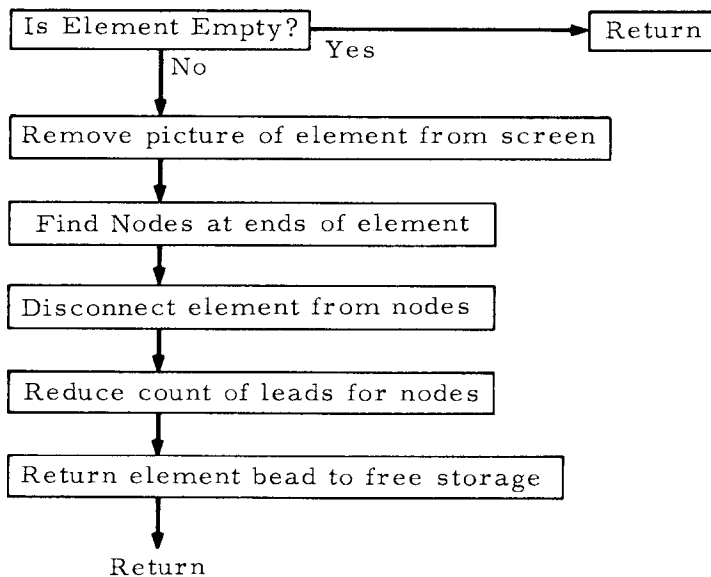 Is Element Empty?
Yes
Return
No
Remove picture of element from screen
Find Nodes at ends of element
Disconnect element from nodes
Reduce count of leads for nodes
Return element bead to free storage
Return